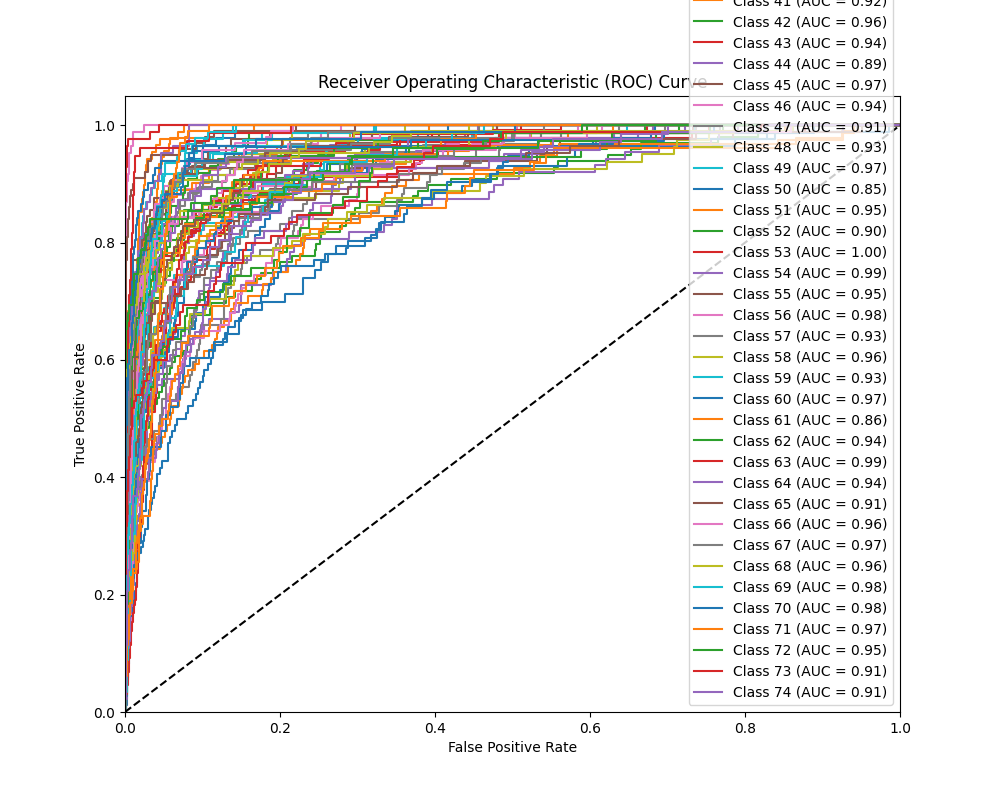 Class 41 (AUC = 0.92)
Class 42 (AUC = 0.96)
Class 43 (AUC = 0.94)
Class 44 (AUC = 0.89)
Receiver Operating Characteristic (ROC) Curve
Class 45 (AUC = 0.97)
Class 46 (AUC = 0.94)
Class 47 (AUC = 0.91)
Class 48 (AUC = 0.93)
Class 49 (AUC = 0.97)
Class 50 (AUC = 0.85)
Class 51 (AUC = 0.95)
Class 52 (AUC = 0.90)
Class 53 (AUC = 1.00)
Class 54 (AUC = 0.99)
Class 55 (AUC = 0.95)
Class 56 (AUC = 0.98)
Class 57 (AUC = 0.93)
Class 58 (AUC = 0.96)
Class 59 (AUC = 0.93)
Class 60 (AUC = 0.97)
Class 61 (AUC = 0.86)
Class 62 (AUC = 0.94)
Class 63 (AUC = 0.99)
Class 64 (AUC = 0.94)
Class 65 (AUC = 0.91)
Class 66 (AUC = 0.96)
Class 67 (AUC = 0.97)
Class 68 (AUC = 0.96)
Class 69 (AUC = 0.98)
Class 70 (AUC = 0.98)
Class 71 (AUC = 0.97)
Class 72 (AUC = 0.95)
Class 73 (AUC = 0.91)
Class 74 (AUC = 0.91)
True Positive Rate
1.0
0.8
0.6
0.4
0.2
0.0
0.0 0.2 0.4 0.6 0.8 1.0
False Positive Rate